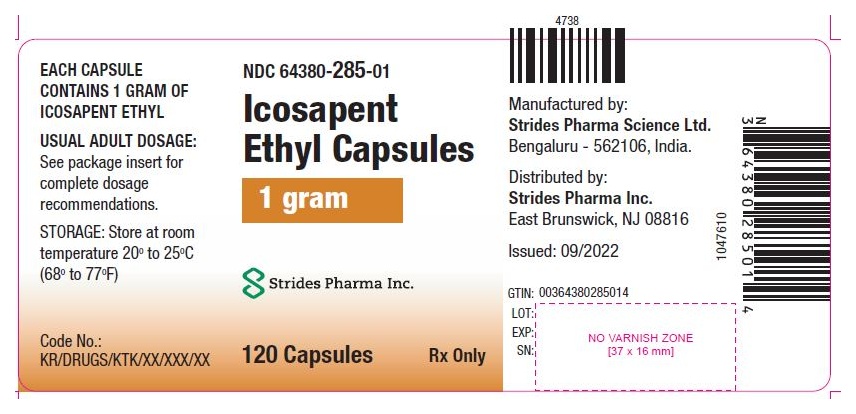 EACH CAPSULE
CONTAINS 1 GRAM OF
ICOSAPENT ETHYL
USUAL ADULT DOSAGE:
See package insert for
complete dosage
recommendations.
STORAGE: Store at room
temperature 20º to 25ºC
(68º to 77ºF)
Code No.:
KR/DRUGS/KTK/XX/XXX/XX
NDC 64380-285-01
Icosapent
Ethyl Capsules
1 gram
Strides Pharma Inc.
120 Capsules Rx Only
4738
Manufactured by:
Strides Pharma Science Ltd.
Bengaluru - 562106, India.
Distributed by:
Strides Pharma Inc.
East Brunswick, NJ 08816
Issued: 09/2022
GTIN: 00364380285014
LOT:
EXP:
SN:
NO VARNISH ZONE
[37 x 16 mm]
1047610
N
3 64380 28501 4